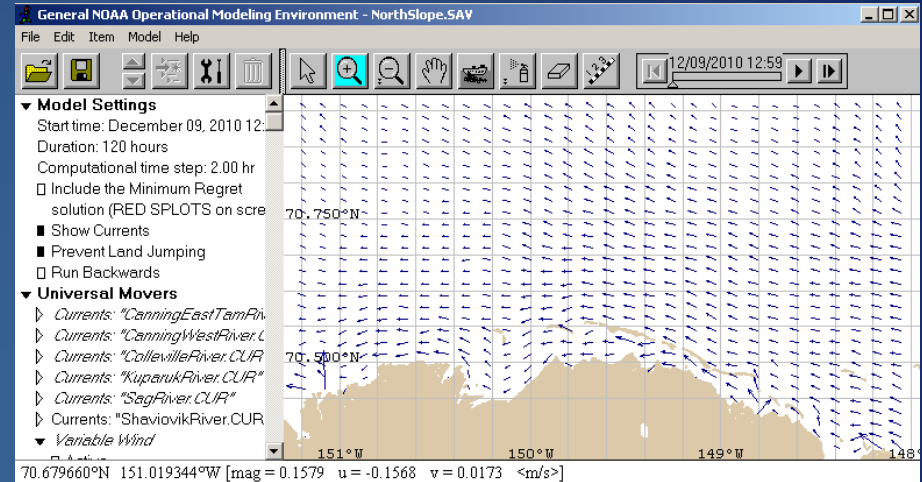 General NOAA Operational Modeling Environment - NorthSlope.SAV
File Edit Item Model Help
12/09/2010 12:59
Model Settings
Start time: December 09, 2010 12:
Duration: 120 hours
Computational time step: 2.00 hr
Include the Minimum Regret
solution (RED SPLOTS on scre
Show Currents
Prevent Land Jumping
Run Backwards
Universal Movers
Currents: "CanningEastTamRiv
Currents: "CanningWestRiver.C
Currents: "CollevilleRiver.CUR
Currents: "KuparukRiver.CUR"
Currents: "SagRiver.CUR"
Currents: "ShaviovikRiver.CUR
Variable Wind
Active
70.750°N
70.500°N
151°W 150°W 149°W 148°
70.679660°N 151.019344°W [mag = 0.1579 u = -0.1568 v = 0.0173 <m/s>]